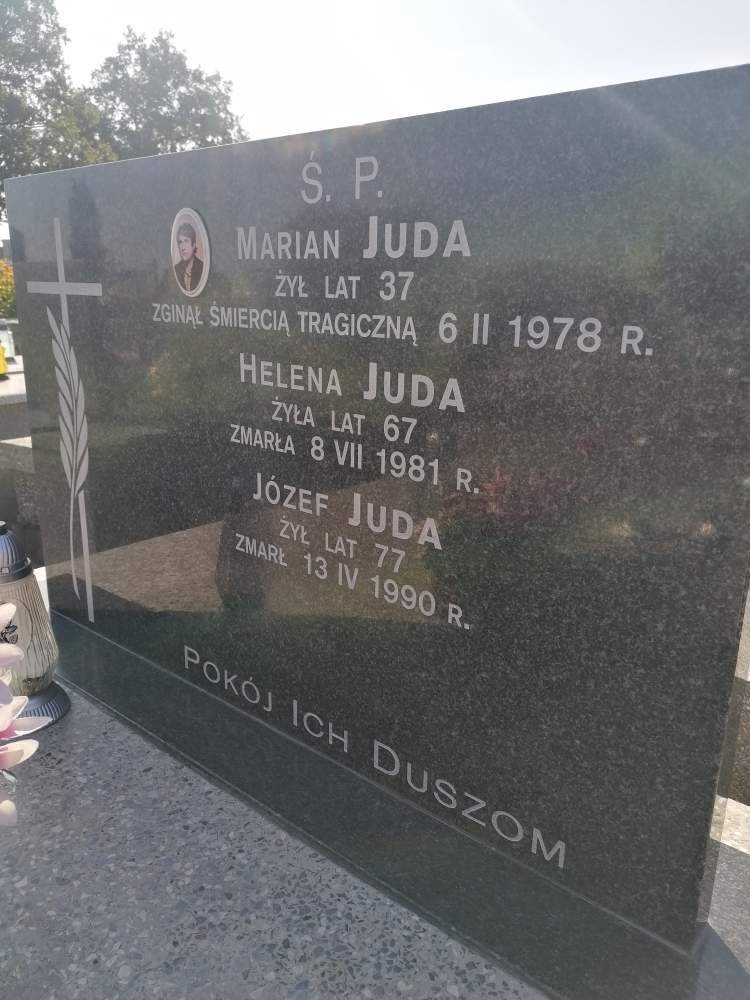 Ś. P.
MARIAN JUDA
ŻYŁ LAT 37
ZGINĄŁ ŚMIERCIĄ TRAGICZNĄ 6 II 1978 R.
HELENA JUDA
ŻYŁA LAT 67
ZMARŁA 8 VII 1981 R.
JÓZEF JUDA
ŻYŁ LAT 77
ZMARŁ 13 IV 1990 R.
POKÓJ ICH DUSZOM